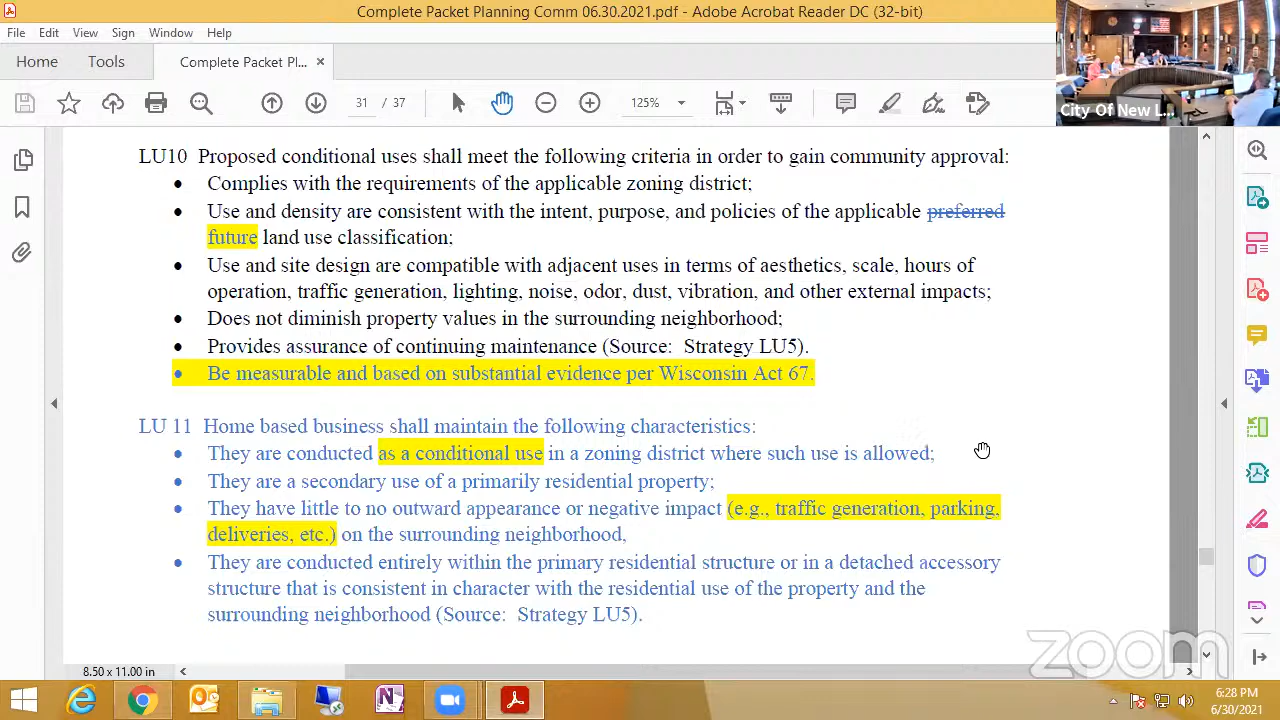 Complete Packet Planning Comm 06.30.2021.pdf - Adobe Acrobat Reader DC (32-bit)
File Edit View Sign Window Help
Home Tools Complete Packet Pl... ×
31 / 37 125%
City Of New L...
LU10 Proposed conditional uses shall meet the following criteria in order to gain community approval:
• Complies with the requirements of the applicable zoning district;
• Use and density are consistent with the intent, purpose, and policies of the applicable preferred
future land use classification;
• Use and site design are compatible with adjacent uses in terms of aesthetics, scale, hours of
operation, traffic generation, lighting, noise, odor, dust, vibration, and other external impacts;
• Does not diminish property values in the surrounding neighborhood;
• Provides assurance of continuing maintenance (Source: Strategy LU5).
• Be measurable and based on substantial evidence per Wisconsin Act 67.
LU 11 Home based business shall maintain the following characteristics:
• They are conducted as a conditional use in a zoning district where such use is allowed;
• They are a secondary use of a primarily residential property;
• They have little to no outward appearance or negative impact (e.g., traffic generation, parking,
deliveries, etc.) on the surrounding neighborhood,
• They are conducted entirely within the primary residential structure or in a detached accessory
structure that is consistent in character with the residential use of the property and the
surrounding neighborhood (Source: Strategy LU5).
zoom
8.50 x 11.00 in
6:28 PM
6/30/2021